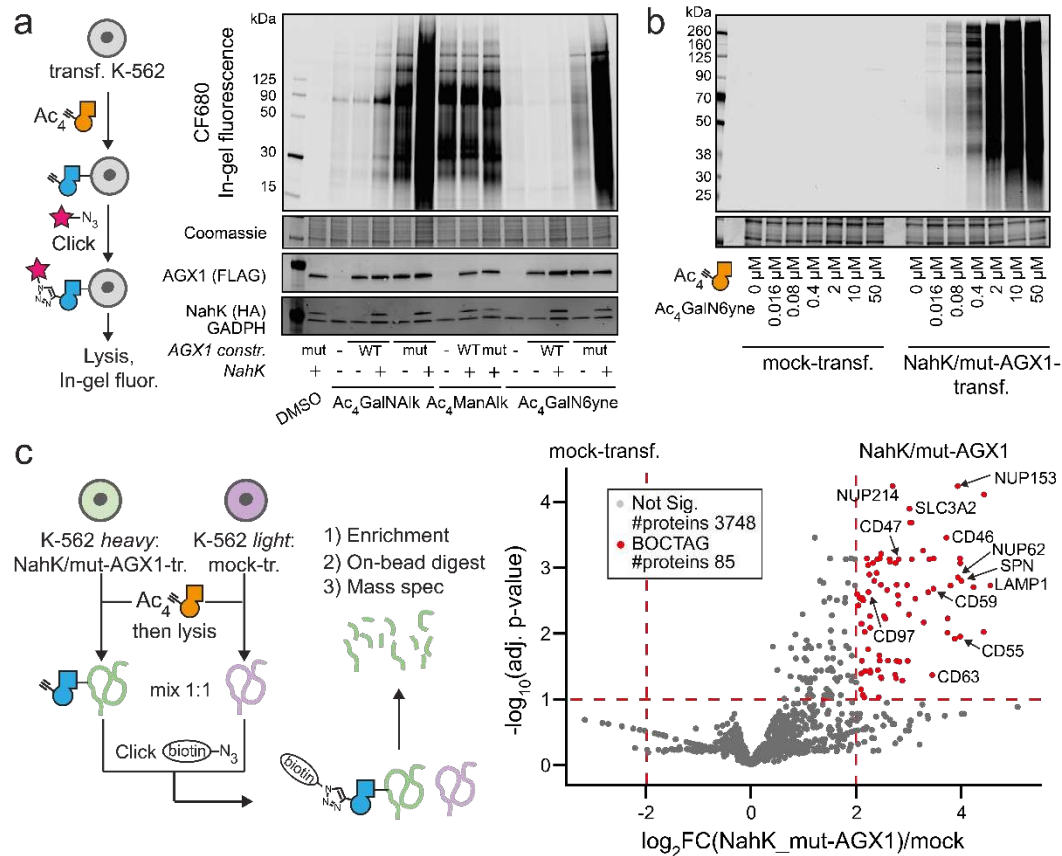 a
transf. K-562
Ac4
N3
Click
N N N
Lysis,
In-gel fluor.
kDa
125
90
50
30
15
CF680
In-gel fluorescence
Coomassie
AGX1 (FLAG)
NahK (HA)
GADPH
AGX1 constr. mut - WT mut - WT mut - WT mut
NahK + - - + - + - + + - - + - +
DMSO Ac4GalNAlk Ac4ManAlk Ac4GalN6yne
b
kDa
260
160
125
90
70
50
38
30
25
Ac4
Ac4GalN6yne
0 µM 0.016 µM 0.08 µM 0.4 µM 2 µM 10 µM 50 µM 0 µM 0.016 µM 0.08 µM 0.4 µM 2 µM 10 µM 50 µM
mock-transf. NahK/mut-AGX1-
transf.
c
K-562 heavy: K-562 light:
NahK/mut-AGX1-tr. mock-tr.
Ac4
then lysis
mix 1:1
Click biotin N3
biotin
N N N
1) Enrichment
2) On-bead digest
3) Mass spec
mock-transf. NahK/mut-AGX1
Not Sig.
#proteins 3748
BOCTAG
#proteins 85
NUP153
NUP214
SLC3A2
CD47
CD46
NUP62
SPN
LAMP1
CD59
CD97
CD55
CD63
4
3
2
1
0
-log10(adj. p-value)
-2 0 2 4
log2FC(NahK_mut-AGX1)/mock